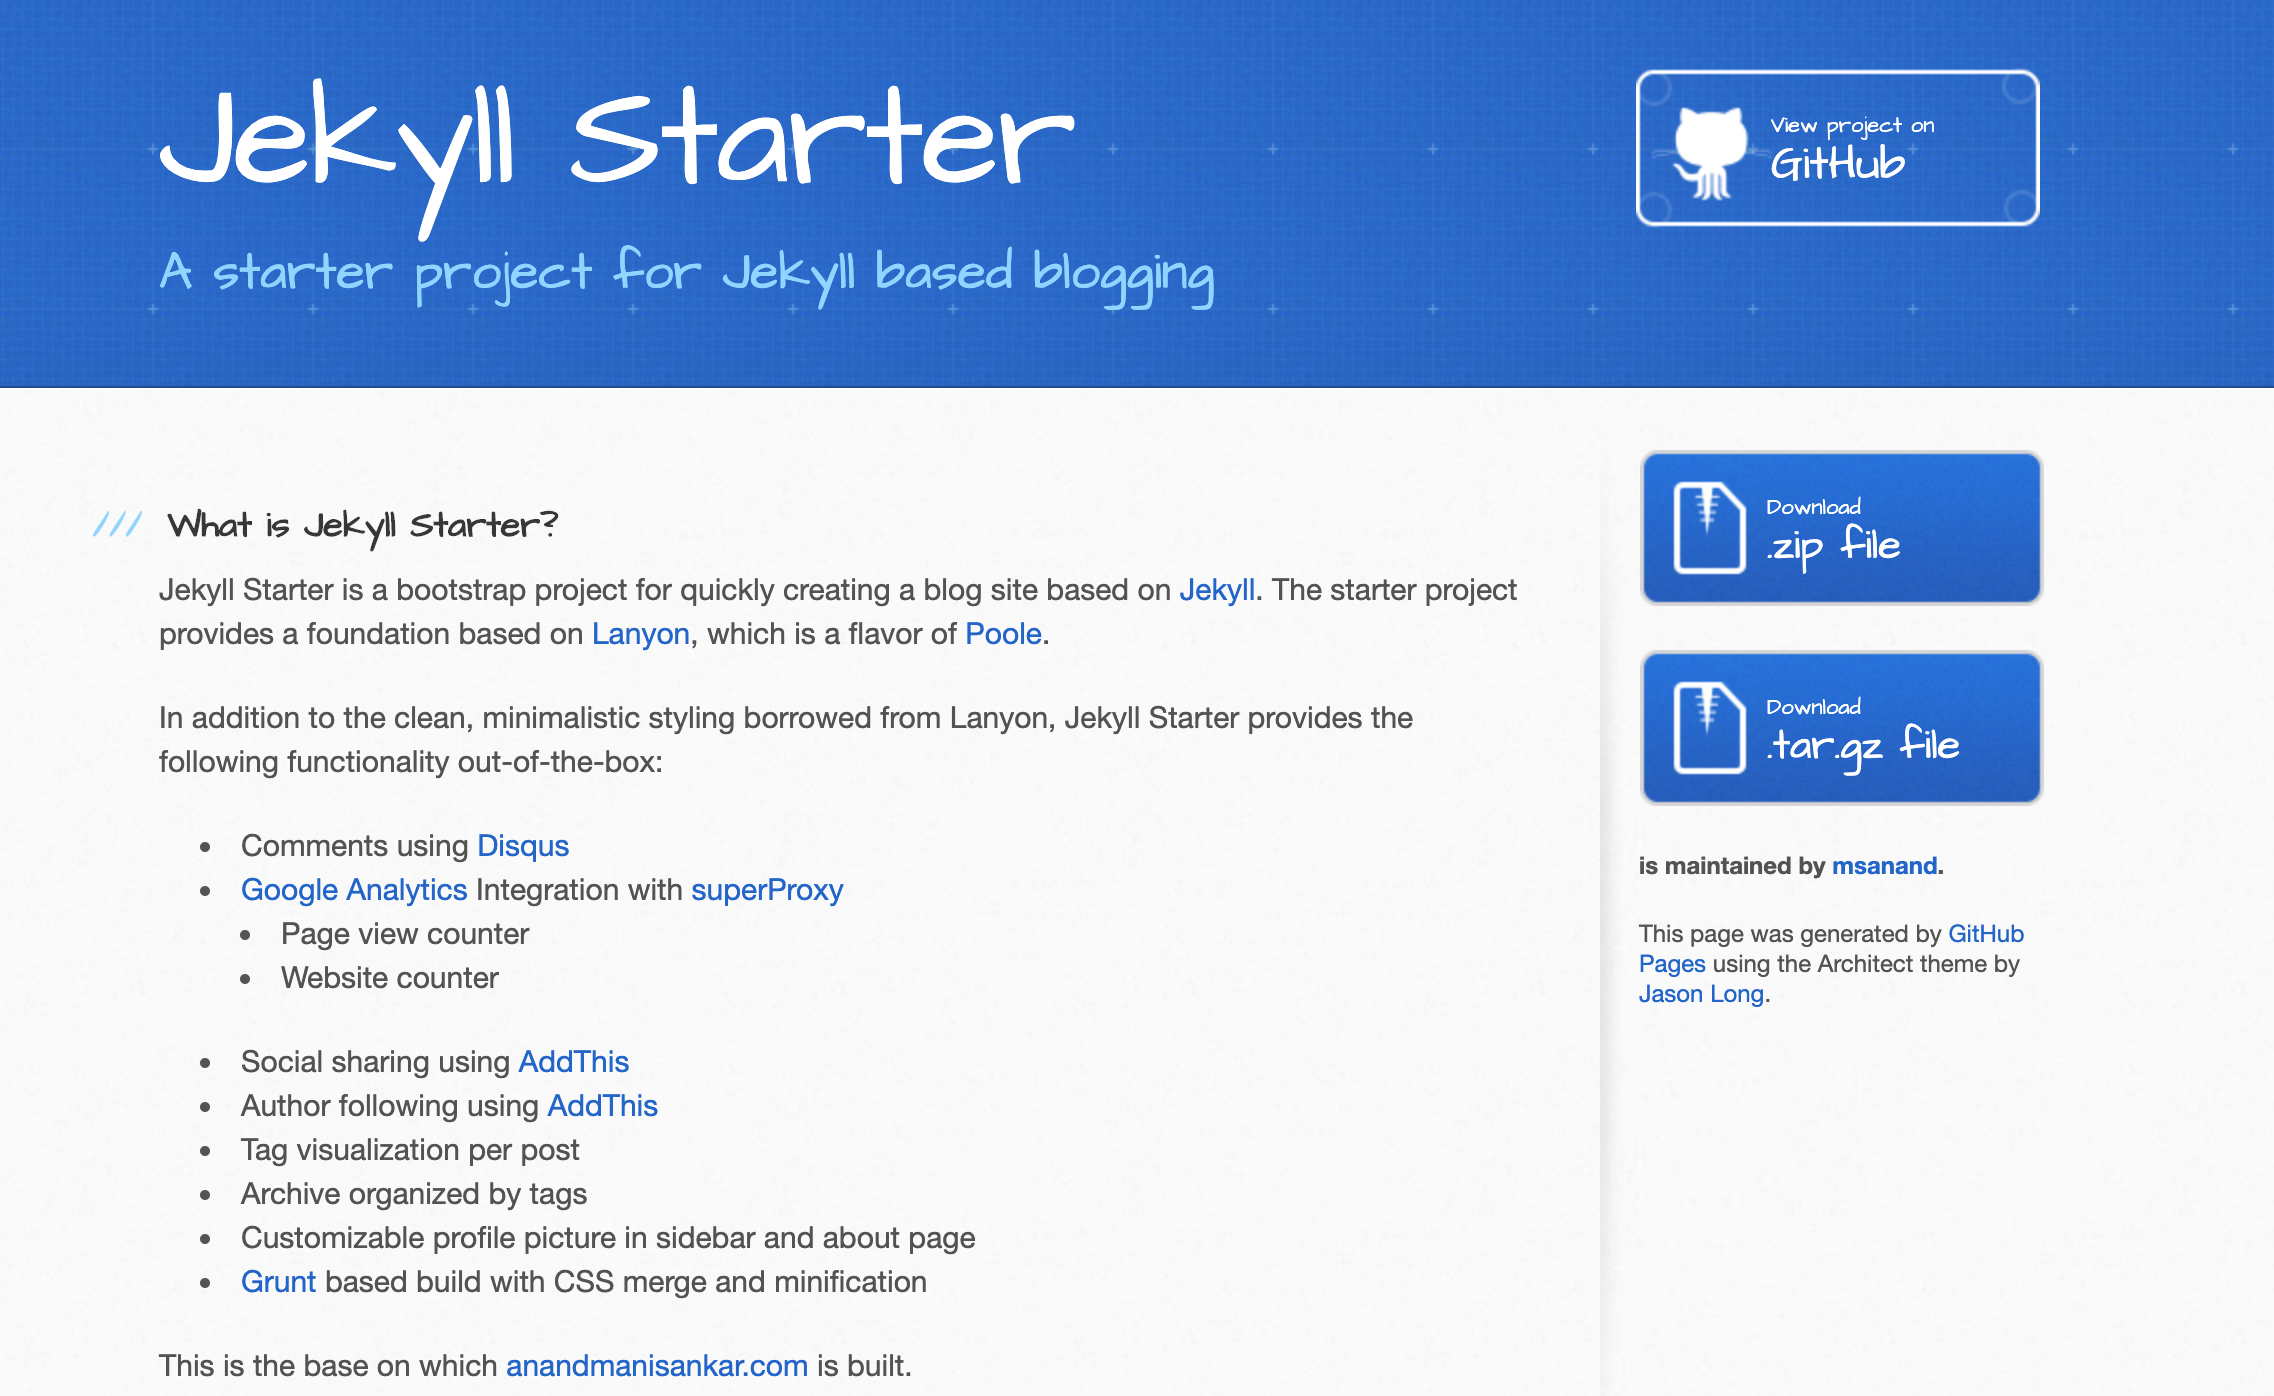 Jekyll Starter
A starter project for Jekyll based blogging
View project on
GitHub
/// What is Jekyll Starter?
Jekyll Starter is a bootstrap project for quickly creating a blog site based on Jekyll. The starter project
provides a foundation based on Lanyon, which is a flavor of Poole.
In addition to the clean, minimalistic styling borrowed from Lanyon, Jekyll Starter provides the
following functionality out-of-the-box:
• Comments using Disqus
• Google Analytics Integration with superProxy
• Page view counter
• Website counter
• Social sharing using AddThis
• Author following using AddThis
• Tag visualization per post
• Archive organized by tags
• Customizable profile picture in sidebar and about page
• Grunt based build with CSS merge and minification
This is the base on which anandmanisankar.com is built.
Download
.zip file
Download
.tar.gz file
is maintained by msanand.
This page was generated by GitHub
Pages using the Architect theme by
Jason Long.